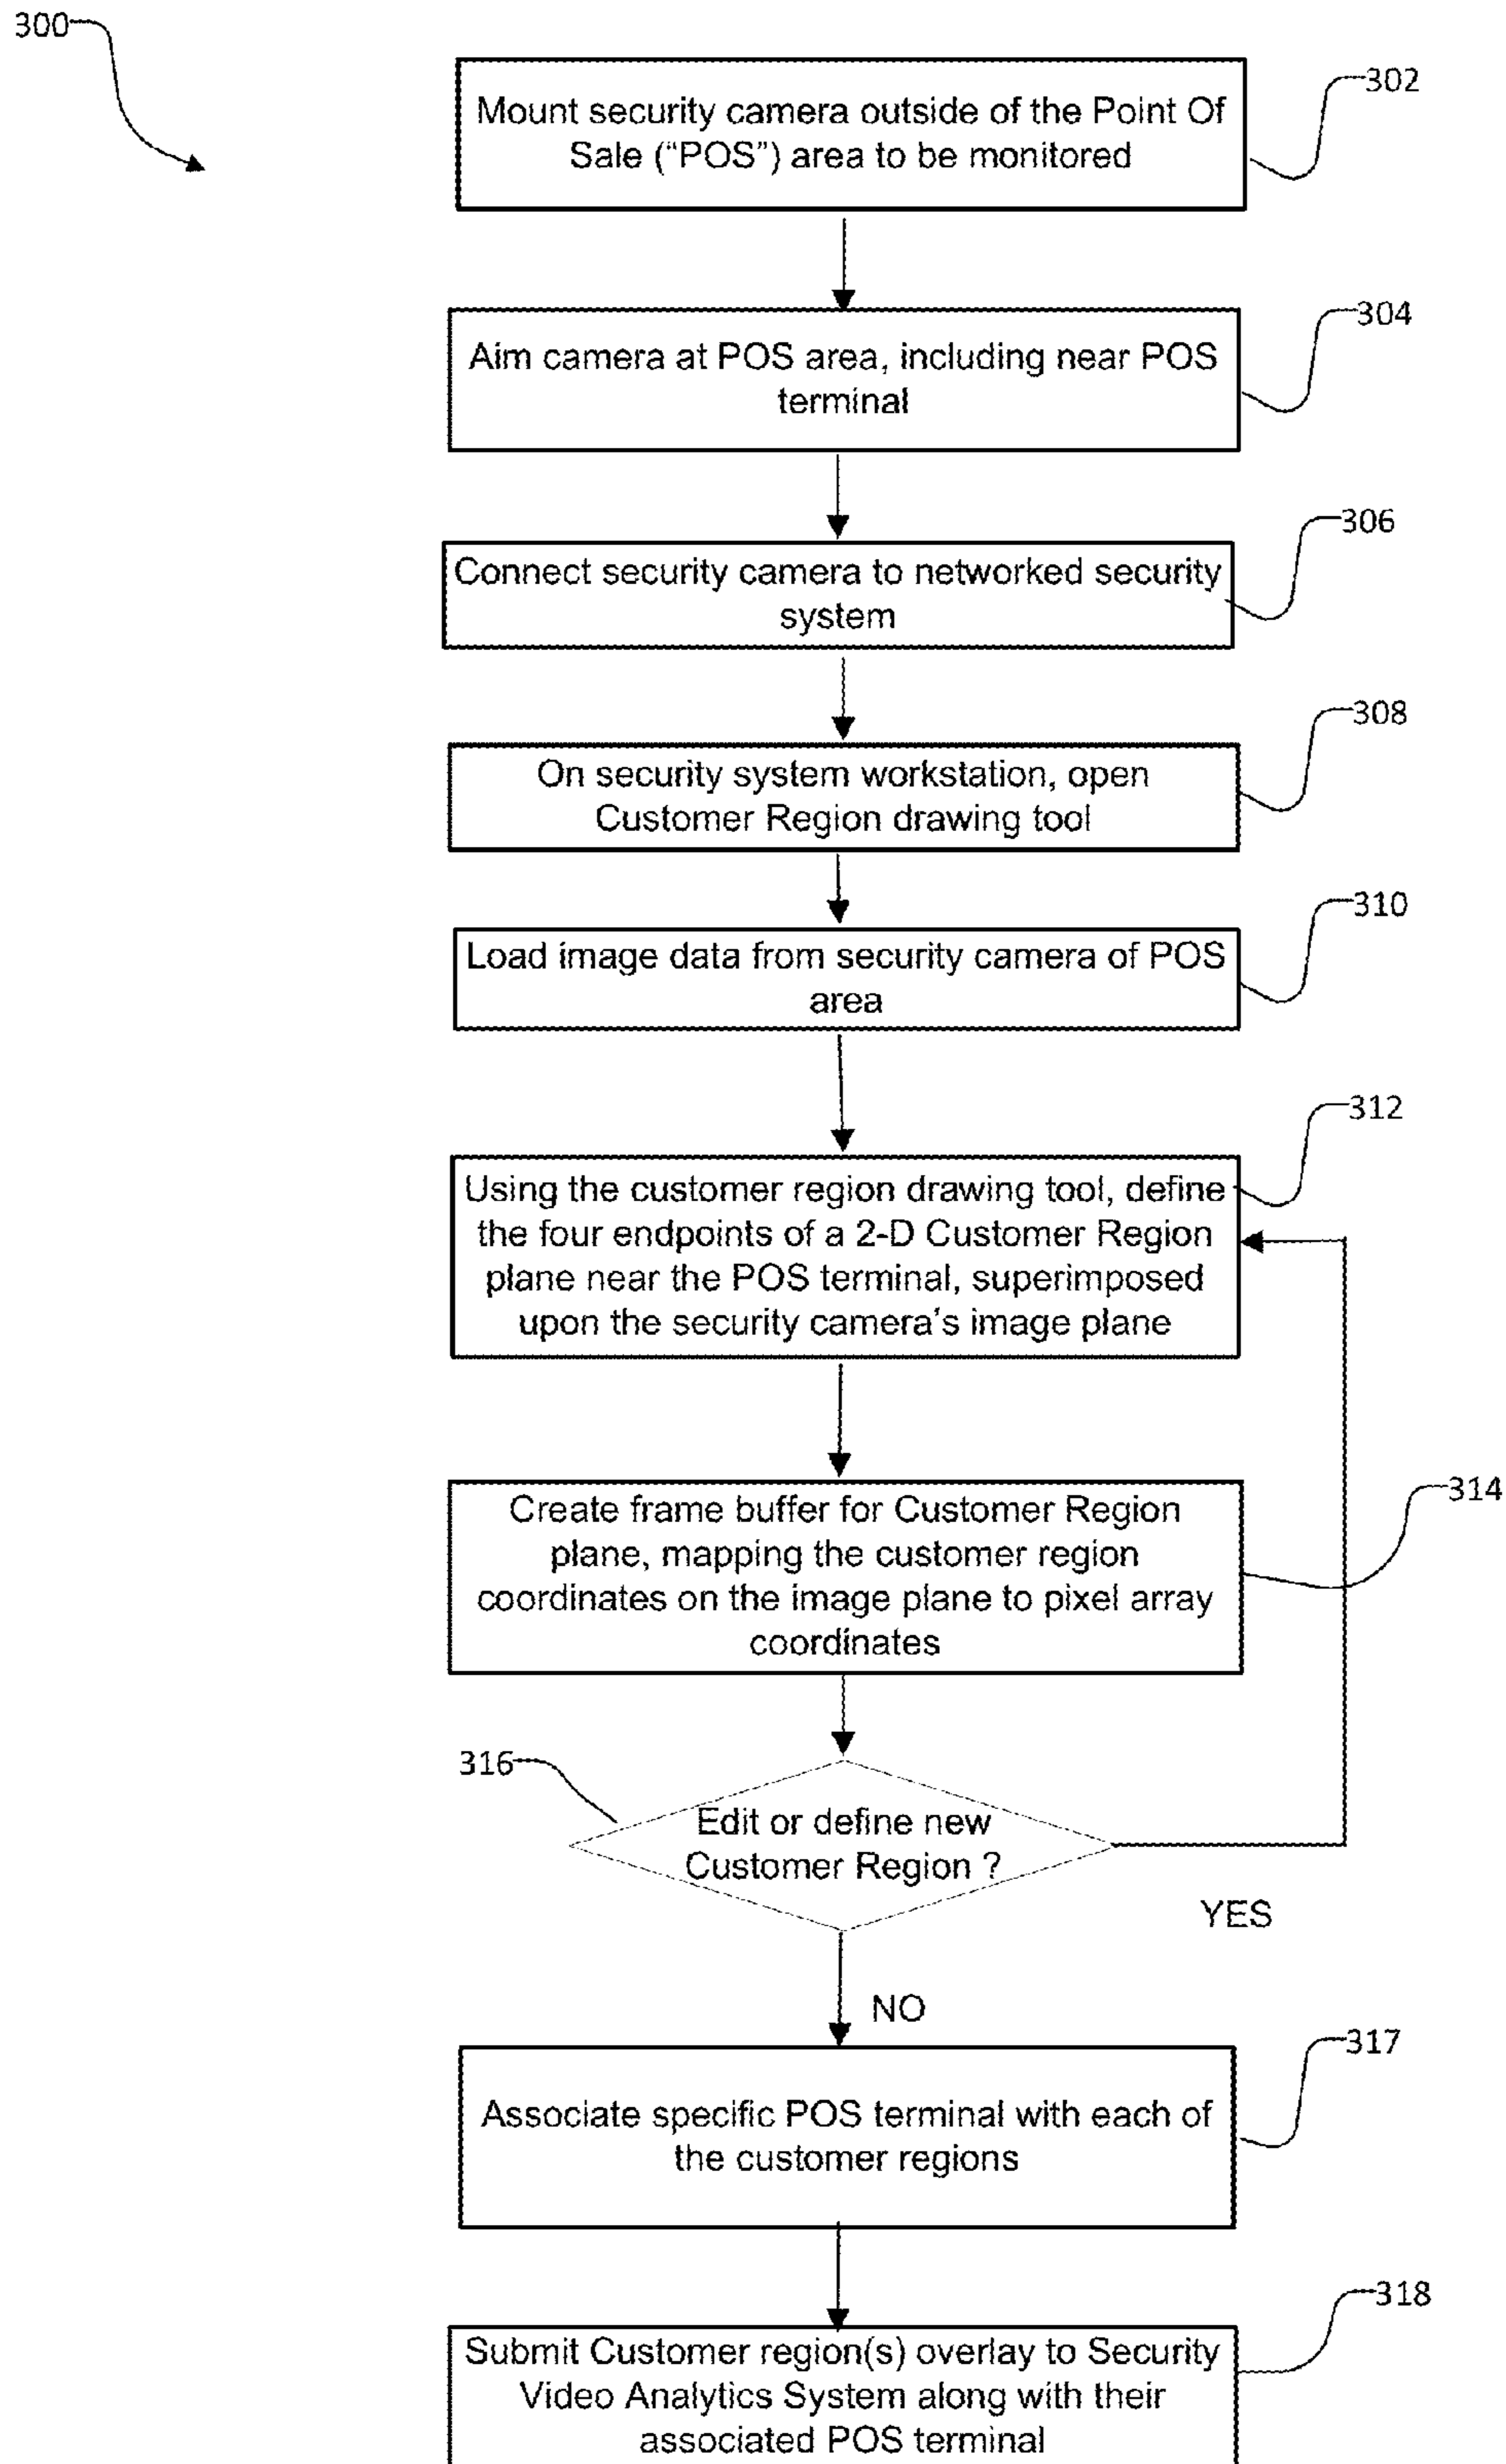 300
302
Mount security camera outside of the Point Of
Sale (“POS”) area to be monitored
304
Aim camera at POS area, including near POS
terminal
306
Connect security camera to networked security
system
308
On security system workstation, open
Customer Region drawing tool
310
Load image data from security camera of POS
area
312
Using the customer region drawing tool, define
the four endpoints of a 2-D Customer Region
plane near the POS terminal, superimposed
upon the security camera’s image plane
314
Create frame buffer for Customer Region
plane, mapping the customer region
coordinates on the image plane to pixel array
coordinates
316
Edit or define new
Customer Region ?
YES
NO
317
Associate specific POS terminal with each of
the customer regions
318
Submit Customer region(s) overlay to Security
Video Analytics System along with their
associated POS terminal